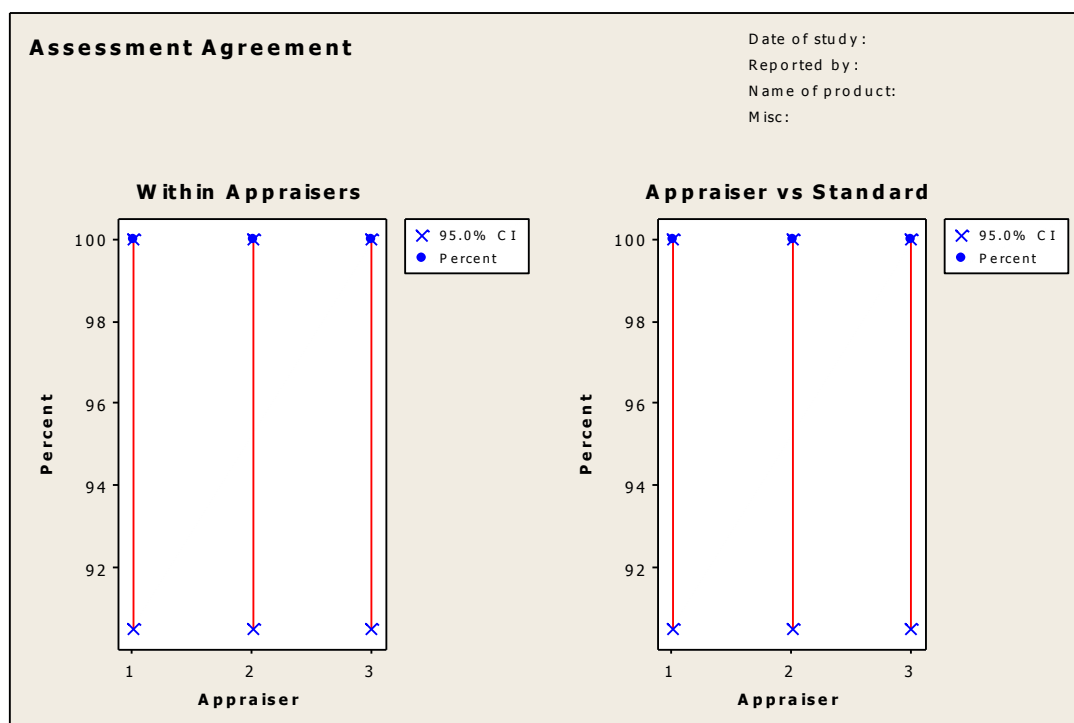 Assessment Agreement
Date of study:
Reported by:
Name of product:
Misc:
Within Appraisers
100
98
96
94
92
Percent
1 2 3
Appraiser
95.0% CI
Percent
Appraiser vs Standard
100
98
96
94
92
Percent
1 2 3
Appraiser
95.0% CI
Percent